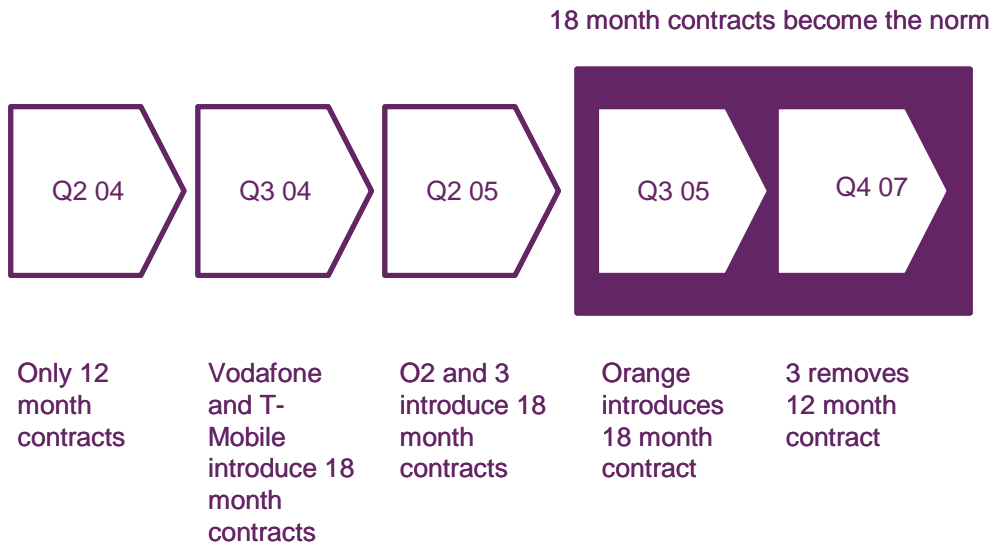 18 month contracts become the norm
Q2 04
Q3 04
Q2 05
Q3 05
Q4 07
Only 12
month
contracts
Vodafone
and T-
Mobile
introduce 18
month
contracts
O2 and 3
introduce 18
month
contracts
Orange
introduces
18 month
contract
3 removes
12 month
contract